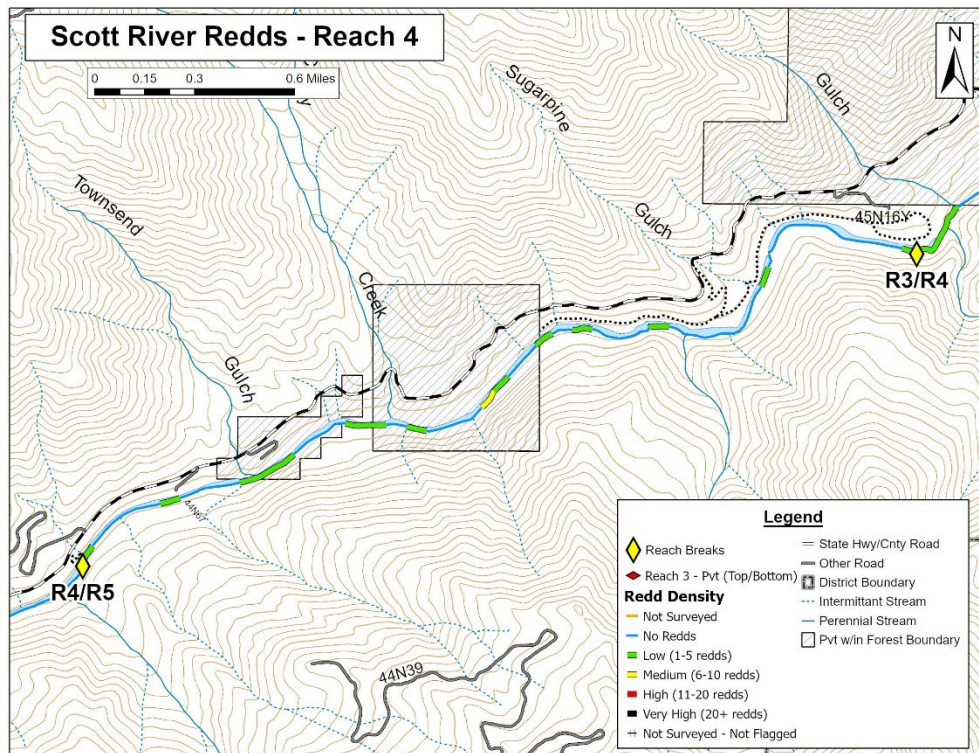 Scott River Redds - Reach 4
0 0.15 0.3 0.6 Miles
N
Sugarpine
Gulch
Gulch
Townsend
45N16Y
R3/R4
Creek
Gulch
44N67
R4/R5
44N39
Legend
Reach Breaks
Reach 3 - Pvt (Top/Bottom)
Redd Density
Not Surveyed
No Redds
Low (1-5 redds)
Medium (6-10 redds)
High (11-20 redds)
Very High (20+ redds)
Not Surveyed - Not Flagged
State Hwy/Cnty Road
Other Road
District Boundary
Intermittant Stream
Perennial Stream
Pvt w/in Forest Boundary